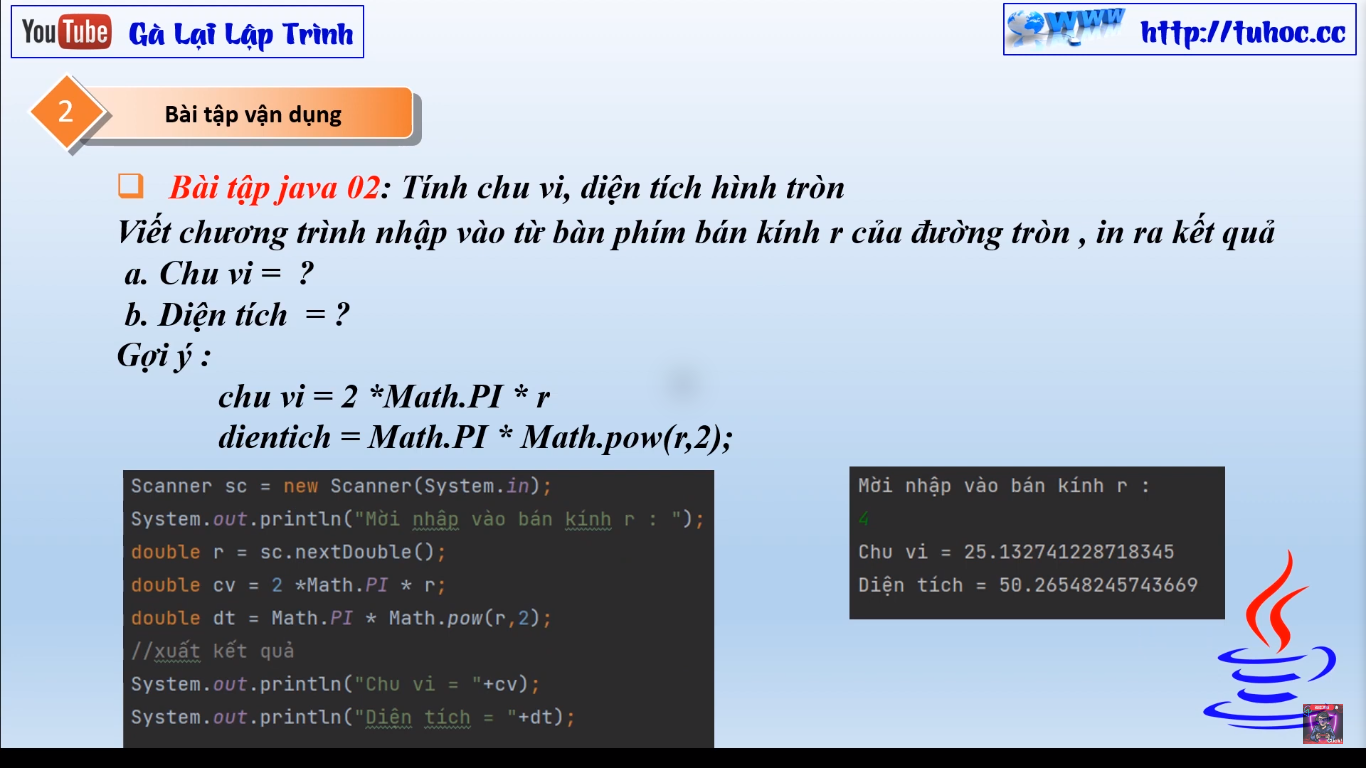 YouTube Gà Lại Lập Trình
WWW http://tuhoc.cc
2 Bài tập vận dụng
Bài tập java 02: Tính chu vi, diện tích hình tròn
Viết chương trình nhập vào từ bàn phím bán kính r của đường tròn , in ra kết quả
a. Chu vi = ?
b. Diện tích = ?
Gợi ý :
chu vi = 2 *Math.PI * r
dientich = Math.PI * Math.pow(r,2);
Scanner sc = new Scanner(System.in);
System.out.println("Mời nhập vào bán kính r : ");
double r = sc.nextDouble();
double cv = 2 *Math.PI * r;
double dt = Math.PI * Math.pow(r,2);
//xuất kết quả
System.out.println("Chu vi = "+cv);
System.out.println("Diện tích = "+dt);
Mời nhập vào bán kính r :
4
Chu vi = 25.132741228718345
Diện tích = 50.26548245743669